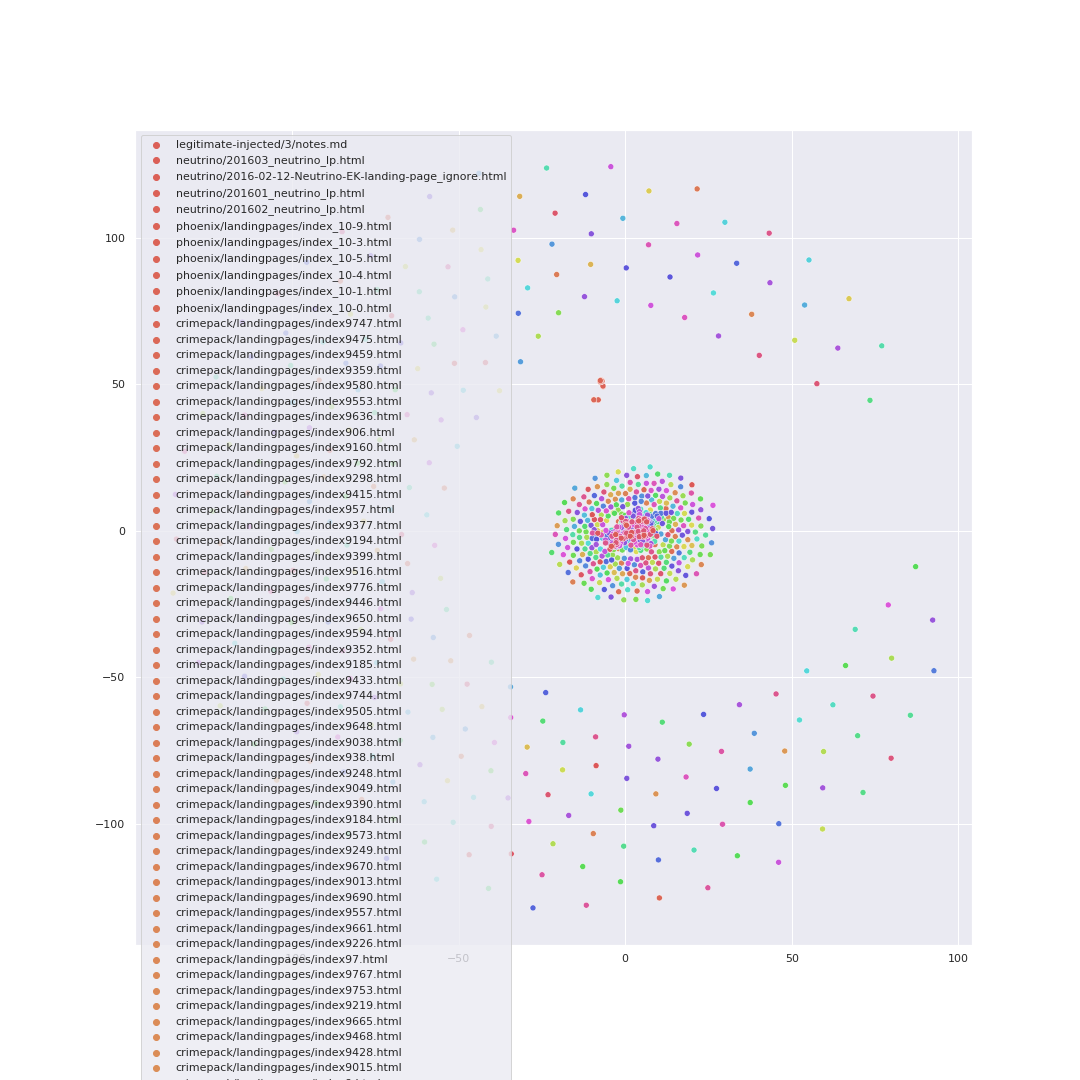 legitimate-injected/3/notes.md
neutrino/201603_neutrino_lp.html
neutrino/2016-02-12-Neutrino-EK-landing-page_ignore.html
neutrino/201601_neutrino_lp.html
neutrino/201602_neutrino_lp.html
phoenix/landingpages/index_10-9.html
phoenix/landingpages/index_10-3.html
phoenix/landingpages/index_10-5.html
phoenix/landingpages/index_10-4.html
phoenix/landingpages/index_10-1.html
phoenix/landingpages/index_10-0.html
crimepack/landingpages/index9747.html
crimepack/landingpages/index9475.html
crimepack/landingpages/index9459.html
crimepack/landingpages/index9359.html
crimepack/landingpages/index9580.html
crimepack/landingpages/index9553.html
crimepack/landingpages/index9636.html
crimepack/landingpages/index906.html
crimepack/landingpages/index9160.html
crimepack/landingpages/index9792.html
crimepack/landingpages/index9298.html
crimepack/landingpages/index9415.html
crimepack/landingpages/index957.html
crimepack/landingpages/index9377.html
crimepack/landingpages/index9194.html
crimepack/landingpages/index9399.html
crimepack/landingpages/index9516.html
crimepack/landingpages/index9776.html
crimepack/landingpages/index9446.html
crimepack/landingpages/index9650.html
crimepack/landingpages/index9594.html
crimepack/landingpages/index9352.html
crimepack/landingpages/index9185.html
crimepack/landingpages/index9433.html
crimepack/landingpages/index9744.html
crimepack/landingpages/index9505.html
crimepack/landingpages/index9648.html
crimepack/landingpages/index9038.html
crimepack/landingpages/index938.html
crimepack/landingpages/index9248.html
crimepack/landingpages/index9049.html
crimepack/landingpages/index9390.html
crimepack/landingpages/index9184.html
crimepack/landingpages/index9573.html
crimepack/landingpages/index9249.html
crimepack/landingpages/index9670.html
crimepack/landingpages/index9013.html
crimepack/landingpages/index9690.html
crimepack/landingpages/index9557.html
crimepack/landingpages/index9661.html
crimepack/landingpages/index9226.html
crimepack/landingpages/index97.html
crimepack/landingpages/index9767.html
crimepack/landingpages/index9753.html
crimepack/landingpages/index9219.html
crimepack/landingpages/index9665.html
crimepack/landingpages/index9468.html
crimepack/landingpages/index9428.html
crimepack/landingpages/index9015.html
100
50
0
−50
−100
−50
0
50
100